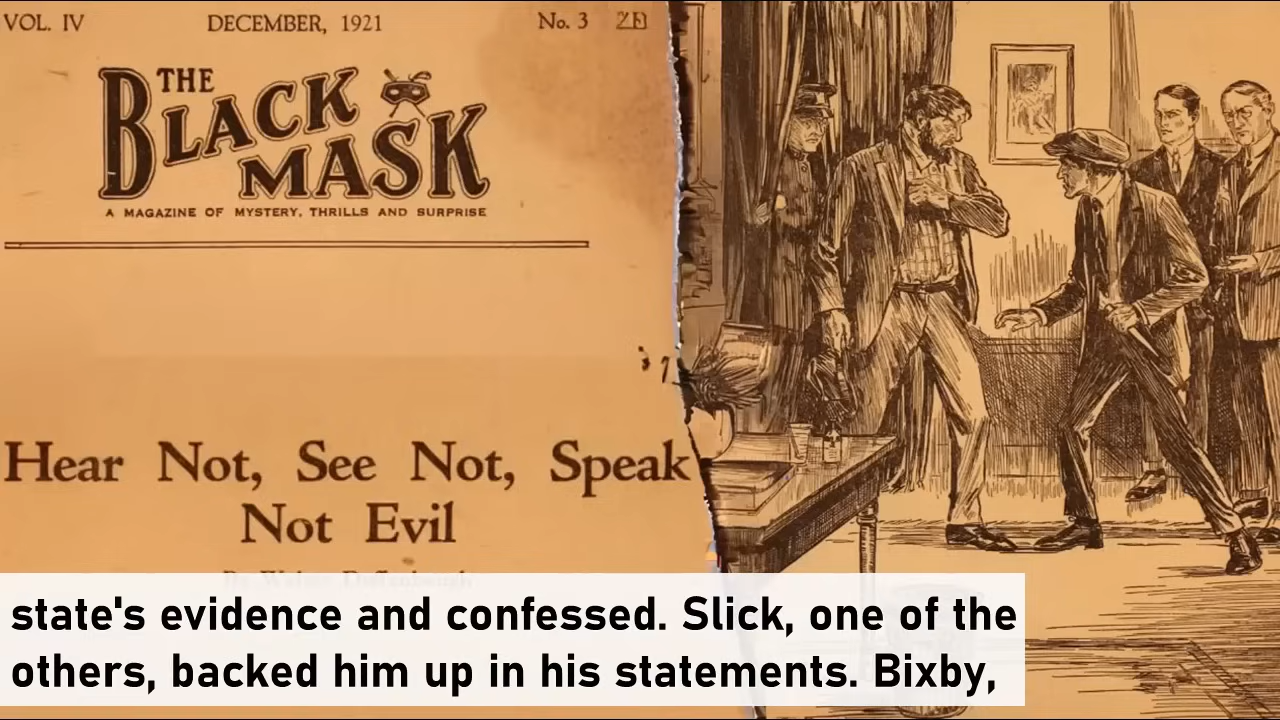 VOL. IV DECEMBER, 1921 No. 3
THE
BLACK
MASK
A MAGAZINE OF MYSTERY, THRILLS AND SURPRISE
Hear Not, See Not, Speak
Not Evil
state's evidence and confessed. Slick, one of the
others, backed him up in his statements. Bixby,